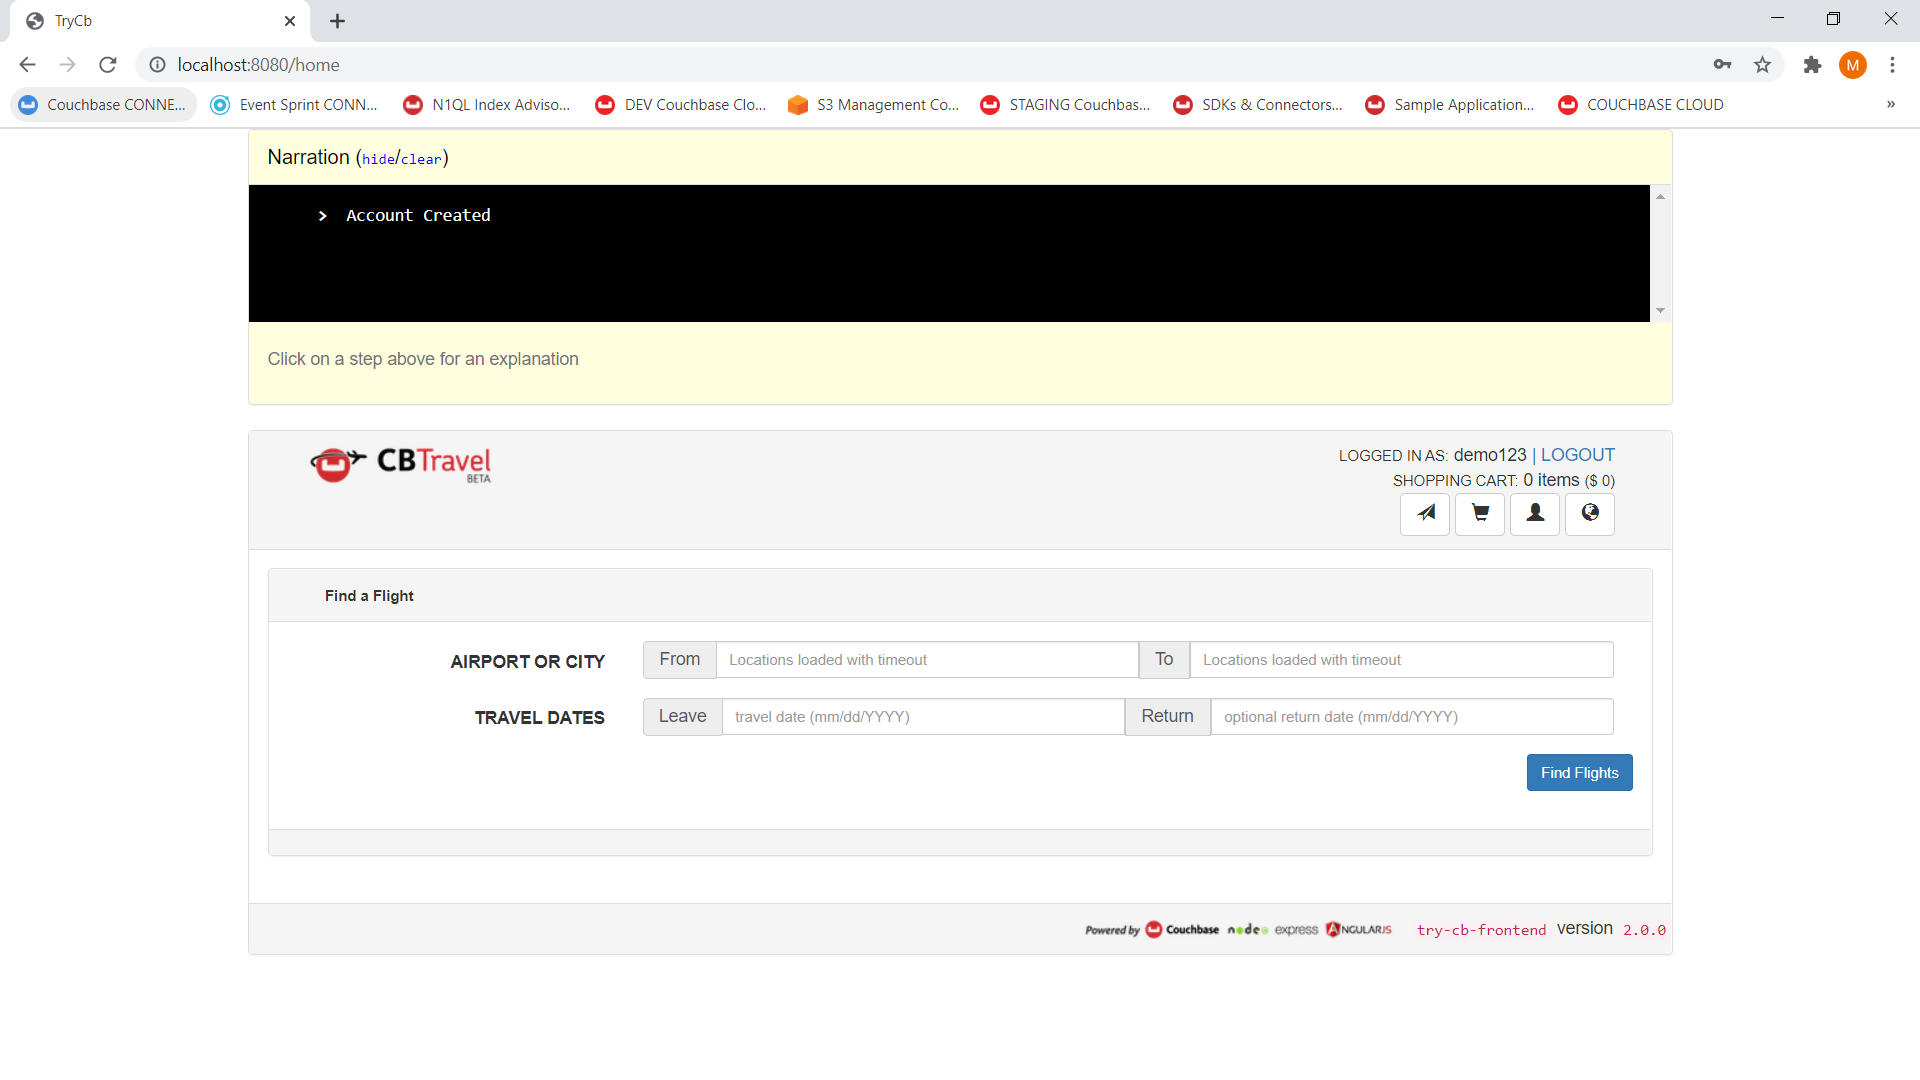 TryCb
localhost:8080/home
M
Couchbase CONNE... Event Sprint CONN... N1QL Index Adviso... DEV Couchbase Clo... S3 Management Co... STAGING Couchbas... SDKs & Connectors... Sample Application... COUCHBASE CLOUD »
Narration (hide/clear)
> Account Created
Click on a step above for an explanation
CBTravel
BETA
LOGGED IN AS: demo123 | LOGOUT
SHOPPING CART: 0 items ($ 0)
Find a Flight
AIRPORT OR CITY From Locations loaded with timeout To Locations loaded with timeout
TRAVEL DATES Leave travel date (mm/dd/YYYY) Return optional return date (mm/dd/YYYY)
Find Flights
Powered by Couchbase node express ANGULARJS try-cb-frontend version 2.0.0